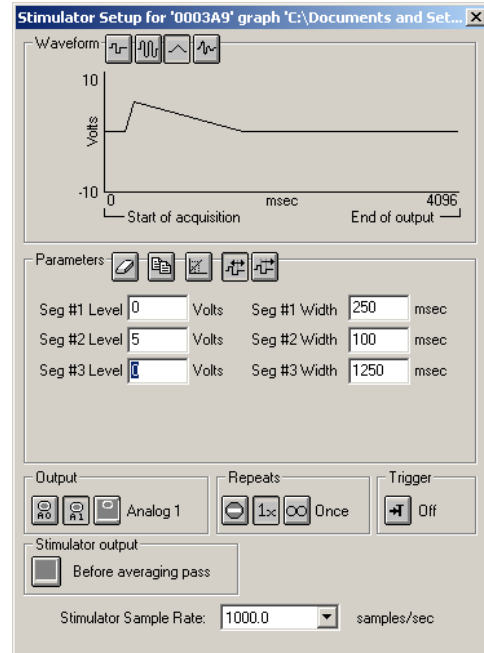 Stimulator Setup for '0003A9' graph 'C:\Documents and Set...
Waveform
10
Volts
-10
0 msec 4096
Start of acquisition End of output
Parameters
Seg #1 Level 0 Volts Seg #1 Width 250 msec
Seg #2 Level 5 Volts Seg #2 Width 100 msec
Seg #3 Level 0 Volts Seg #3 Width 1250 msec
Output Repeats Trigger
A0 A1 Analog 1 1x Once Off
Stimulator output
Before averaging pass
Stimulator Sample Rate: 1000.0 samples/sec